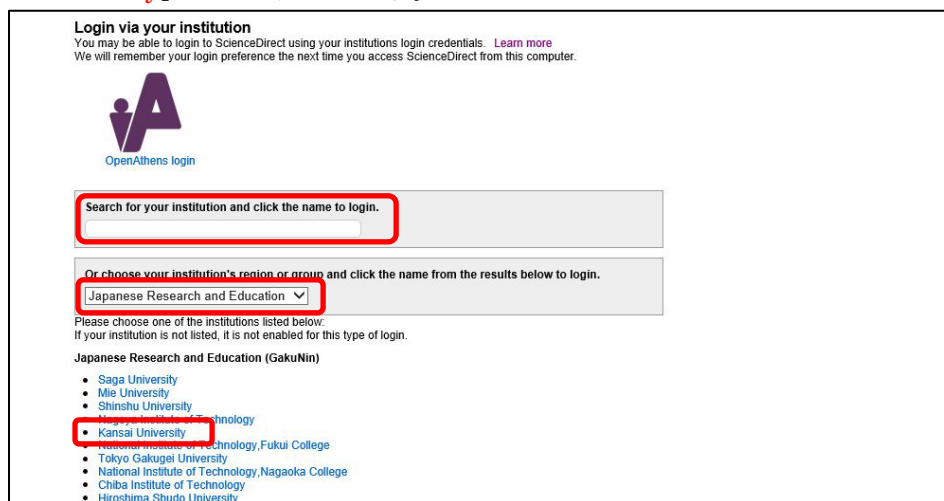 Login via your institution
You may be able to login to ScienceDirect using your institutions login credentials. Learn more
We will remember your login preference the next time you access ScienceDirect from this computer.
OpenAthens login
Search for your institution and click the name to login.
Or choose your institution's region or group and click the name from the results below to login.
Japanese Research and Education
Please choose one of the institutions listed below:
If your institution is not listed, it is not enabled for this type of login.
Japanese Research and Education (GakuNin)
• Saga University
• Mie University
• Shinshu University
• Nagoya Institute of Technology
• Kansai University
• National Institute of Technology,Fukui College
• Tokyo Gakugei University
• National Institute of Technology,Nagaoka College
• Chiba Institute of Technology
• Hiroshima Shudo University